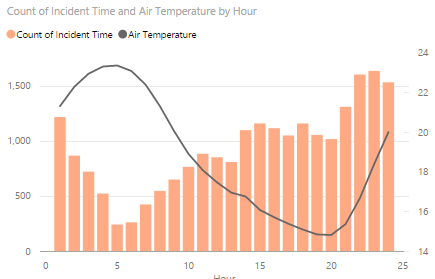 Count of Incident Time and Air Temperature by Hour
Count of Incident Time Air Temperature
24
1,500 22
20
1,000
18
500
16
0 14
0 5 10 15 20 25
Hour